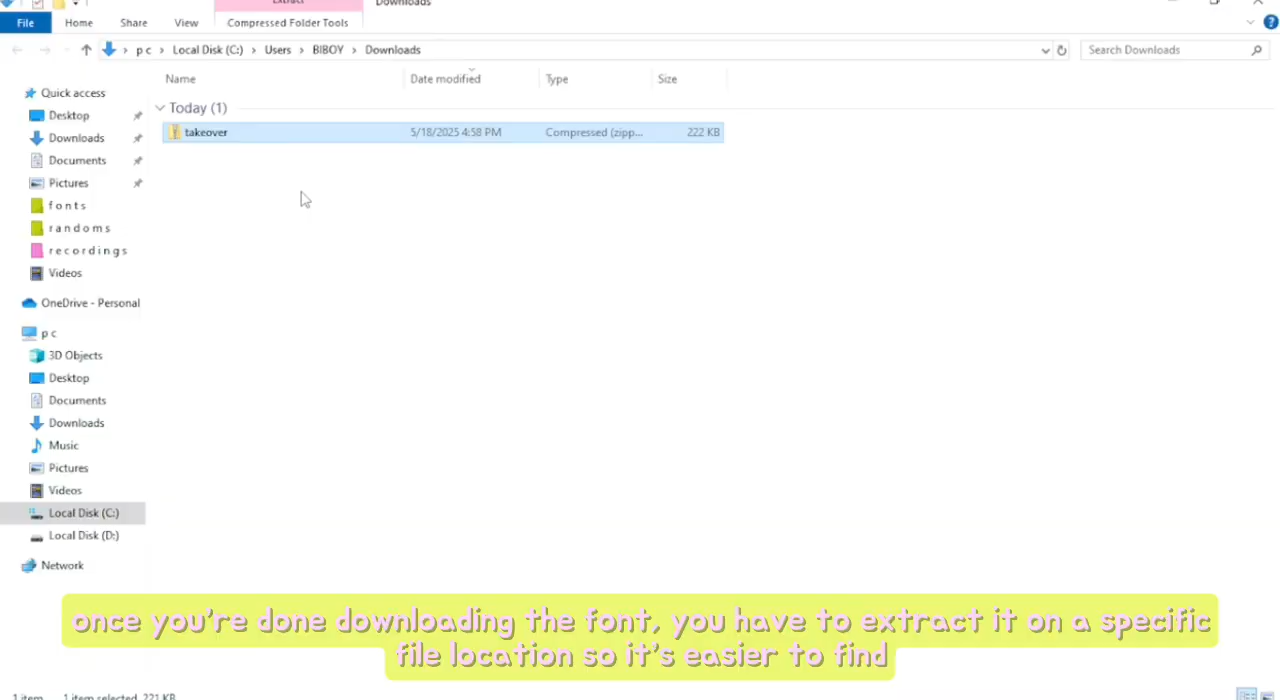 Extract
Downloads
File
Home
Share
View
Compressed Folder Tools
p c
Local Disk (C:)
Users
BIBOY
Downloads
Search Downloads
Name
Date modified
Type
Size
Quick access
Today (1)
Desktop
takeover
5/18/2025 4:58 PM
Compressed (zipp...
222 KB
Downloads
Documents
Pictures
f o n t s
r a n d o m s
r e c o r d i n g s
Videos
OneDrive - Personal
p c
3D Objects
Desktop
Documents
Downloads
Music
Pictures
Videos
Local Disk (C:)
Local Disk (D:)
Network
once you're done downloading the font, you have to extract it on a specific
file location so it's easier to find
1 item
1 item selected 221 KB